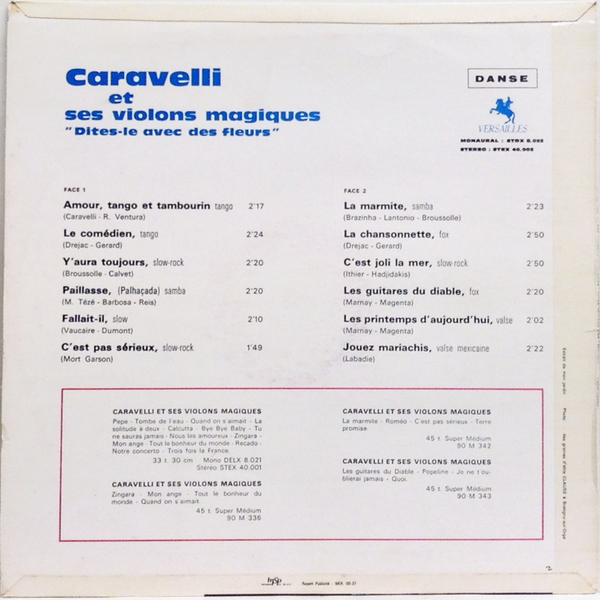 Caravelli
et
ses violons magiques
"Dites-le avec des fleurs"
DANSE
VERSAILLES
MONAURAL : STDX 8.002
STEREO : STEX 40.002
FACE 1
Amour, tango et tambourin tango 2'17
(Caravelli - R. Ventura)
Le comédien, tango 2'24
(Drejac - Gerard)
Y'aura toujours, slow-rock 2'20
(Broussolle - Calvet)
Paillasse, (Palhaçada) samba 2'20
(M. Tézé - Barbosa - Reis)
Fallait-il, slow 2'10
(Vaucaire - Dumont)
C'est pas sérieux, slow-rock 1'49
(Mort Garson)
FACE 2
La marmite, samba 2'23
(Brazinha - Lantonio - Broussolle)
La chansonnette, fox 2'50
(Drejac - Gerard)
C'est joli la mer, slow-rock 2'50
(Ithier - Hadjidakis)
Les guitares du diable, fox 2'20
(Marnay - Magenta)
Les printemps d'aujourd'hui, valse 2'02
(Marnay - Magenta)
Jouez mariachis, valse mexicaine 2'22
(Labadie)
CARAVELLI ET SES VIOLONS MAGIQUES
Pepe - Tombe de l'eau - Quand on s'aimait - La
solitude à deux - Calcutta - Bye Bye Baby - Tu
ne sauras jamais - Nous les amoureux - Zingara -
Mon ange - Tout le bonheur du monde - Recado -
Notre concerto - Trois fois la France.
33 t. 30 cm - Mono DELX 8.021
Stéréo STEX 40.001
CARAVELLI ET SES VIOLONS MAGIQUES
Zingara - Mon ange - Tout le bonheur du
monde - Quand on s'aimait.
45 t. Super Médium
90 M 336
CARAVELLI ET SES VIOLONS MAGIQUES
La marmite - Roméo - C'est pas sérieux - Terre
promise.
45 t. Super Médium
90 M 342
CARAVELLI ET SES VIOLONS MAGIQUES
Les guitares du Diable - Popeline - Je ne t'ou-
blierai jamais - Quoi.
45 t. Super Médium
90 M 343
Photo